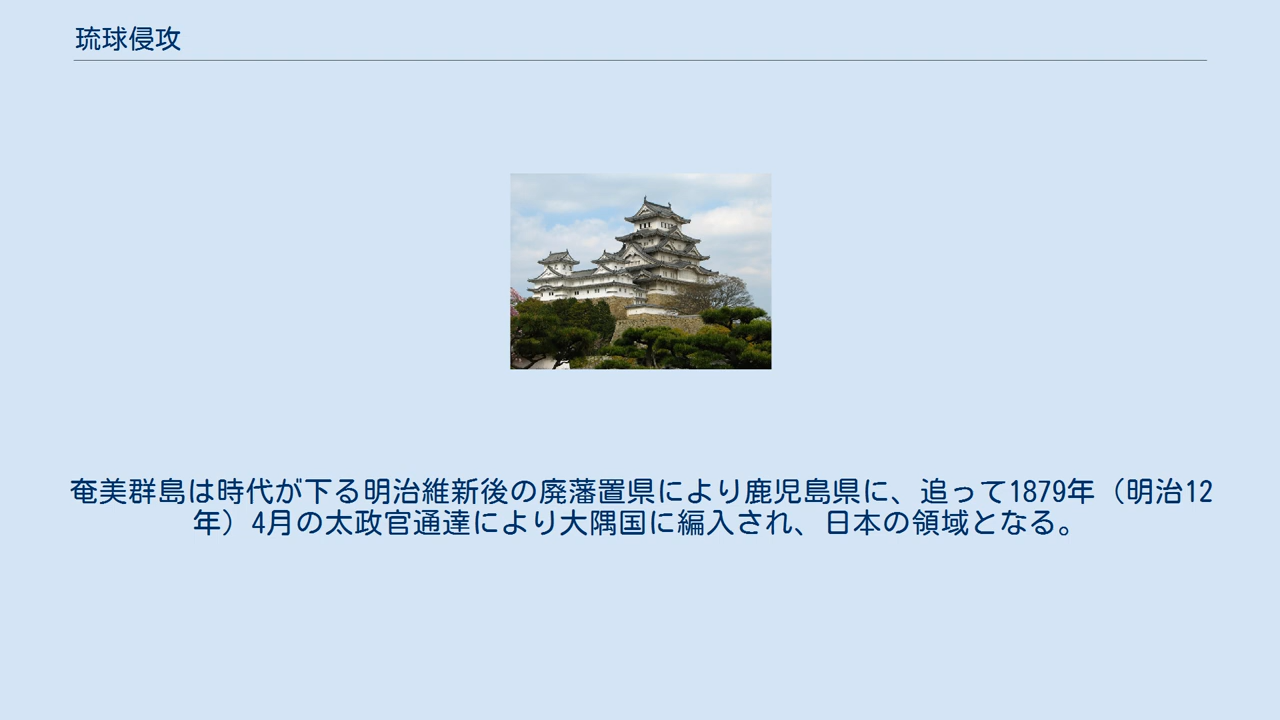 琉球侵攻
奄美群島は時代が下る明治維新後の廃藩置県により鹿児島県に、追って1879年（明治12
年）4月の太政官通達により大隅国に編入され、日本の領域となる。